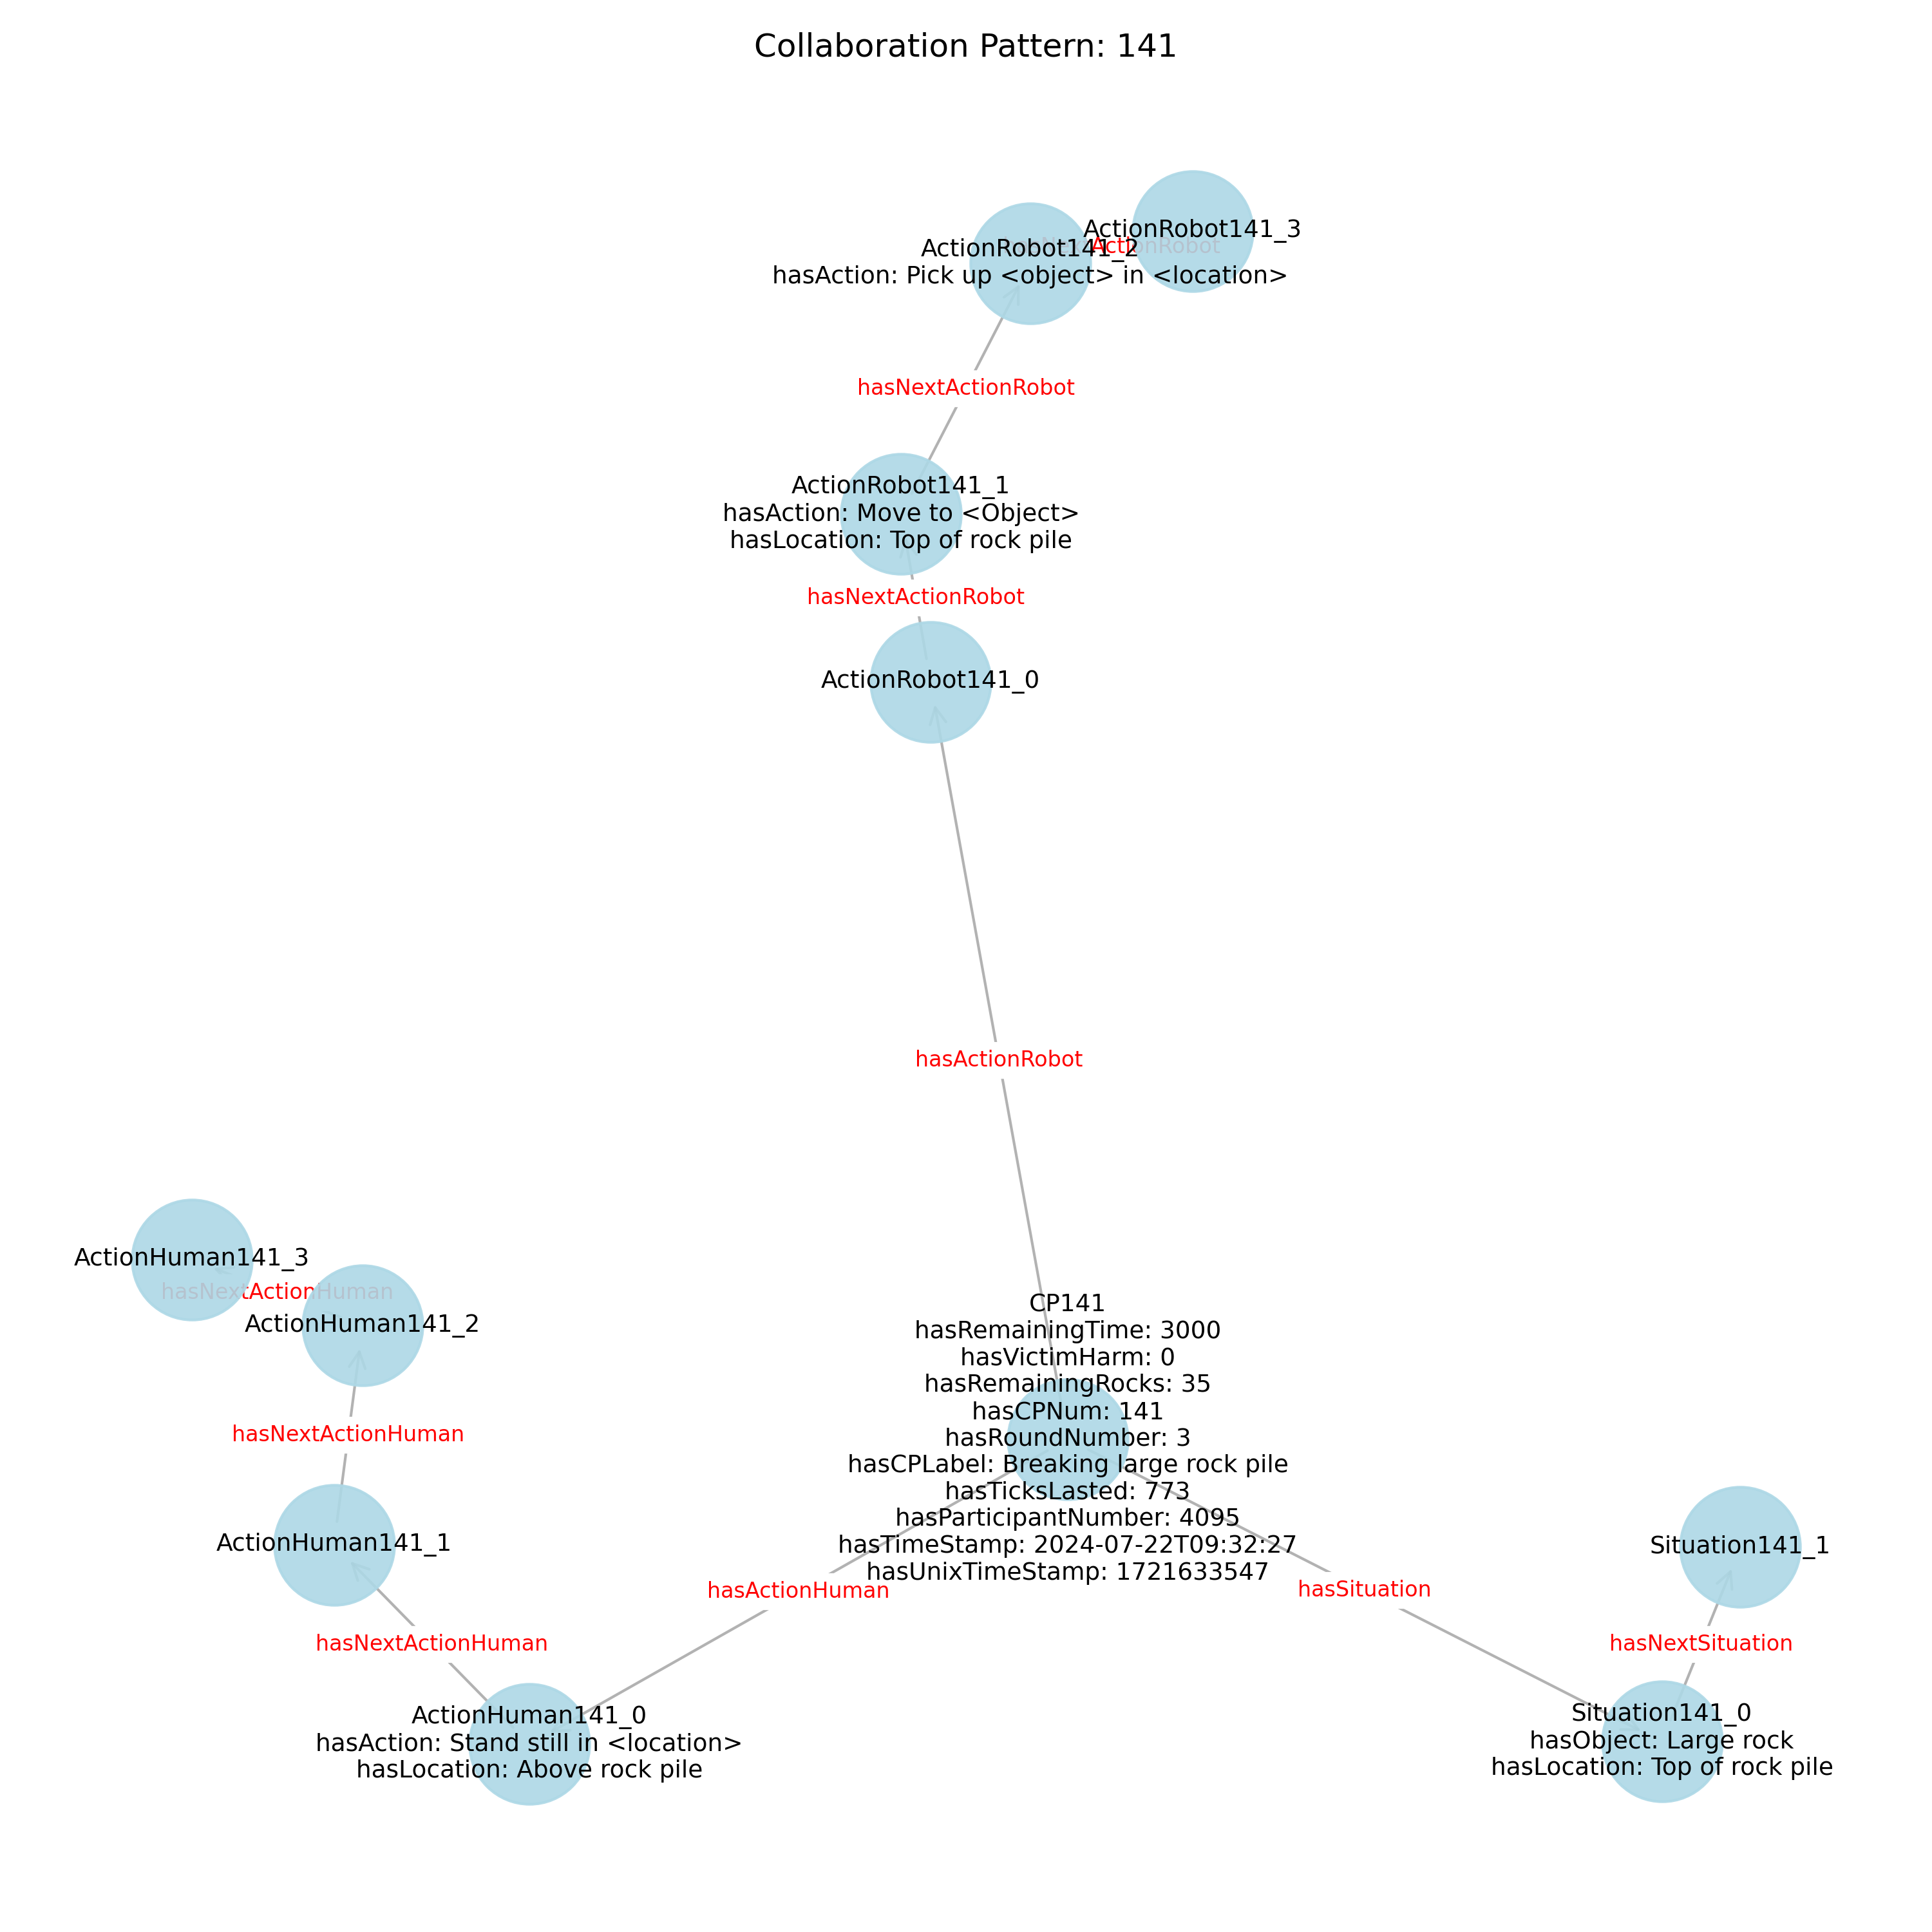 Collaboration Pattern: 141
ActionRobot141_3
ActionRobot141_2
hasNextActionRobot
hasAction: Pick up <object> in <location>
hasNextActionRobot
ActionRobot141_1
hasAction: Move to <Object>
hasLocation: Top of rock pile
hasNextActionRobot
ActionRobot141_0
hasActionRobot
ActionHuman141_3
hasNextActionHuman
ActionHuman141_2
hasNextActionHuman
ActionHuman141_1
hasNextActionHuman
ActionHuman141_0
hasAction: Stand still in <location>
hasLocation: Above rock pile
hasActionHuman
CP141
hasRemainingTime: 3000
hasVictimHarm: 0
hasRemainingRocks: 35
hasCPNum: 141
hasRoundNumber: 3
hasCPLabel: Breaking large rock pile
hasTicksLasted: 773
hasParticipantNumber: 4095
hasTimeStamp: 2024-07-22T09:32:27
hasUnixTimeStamp: 1721633547
hasSituation
Situation141_1
hasNextSituation
Situation141_0
hasObject: Large rock
hasLocation: Top of rock pile